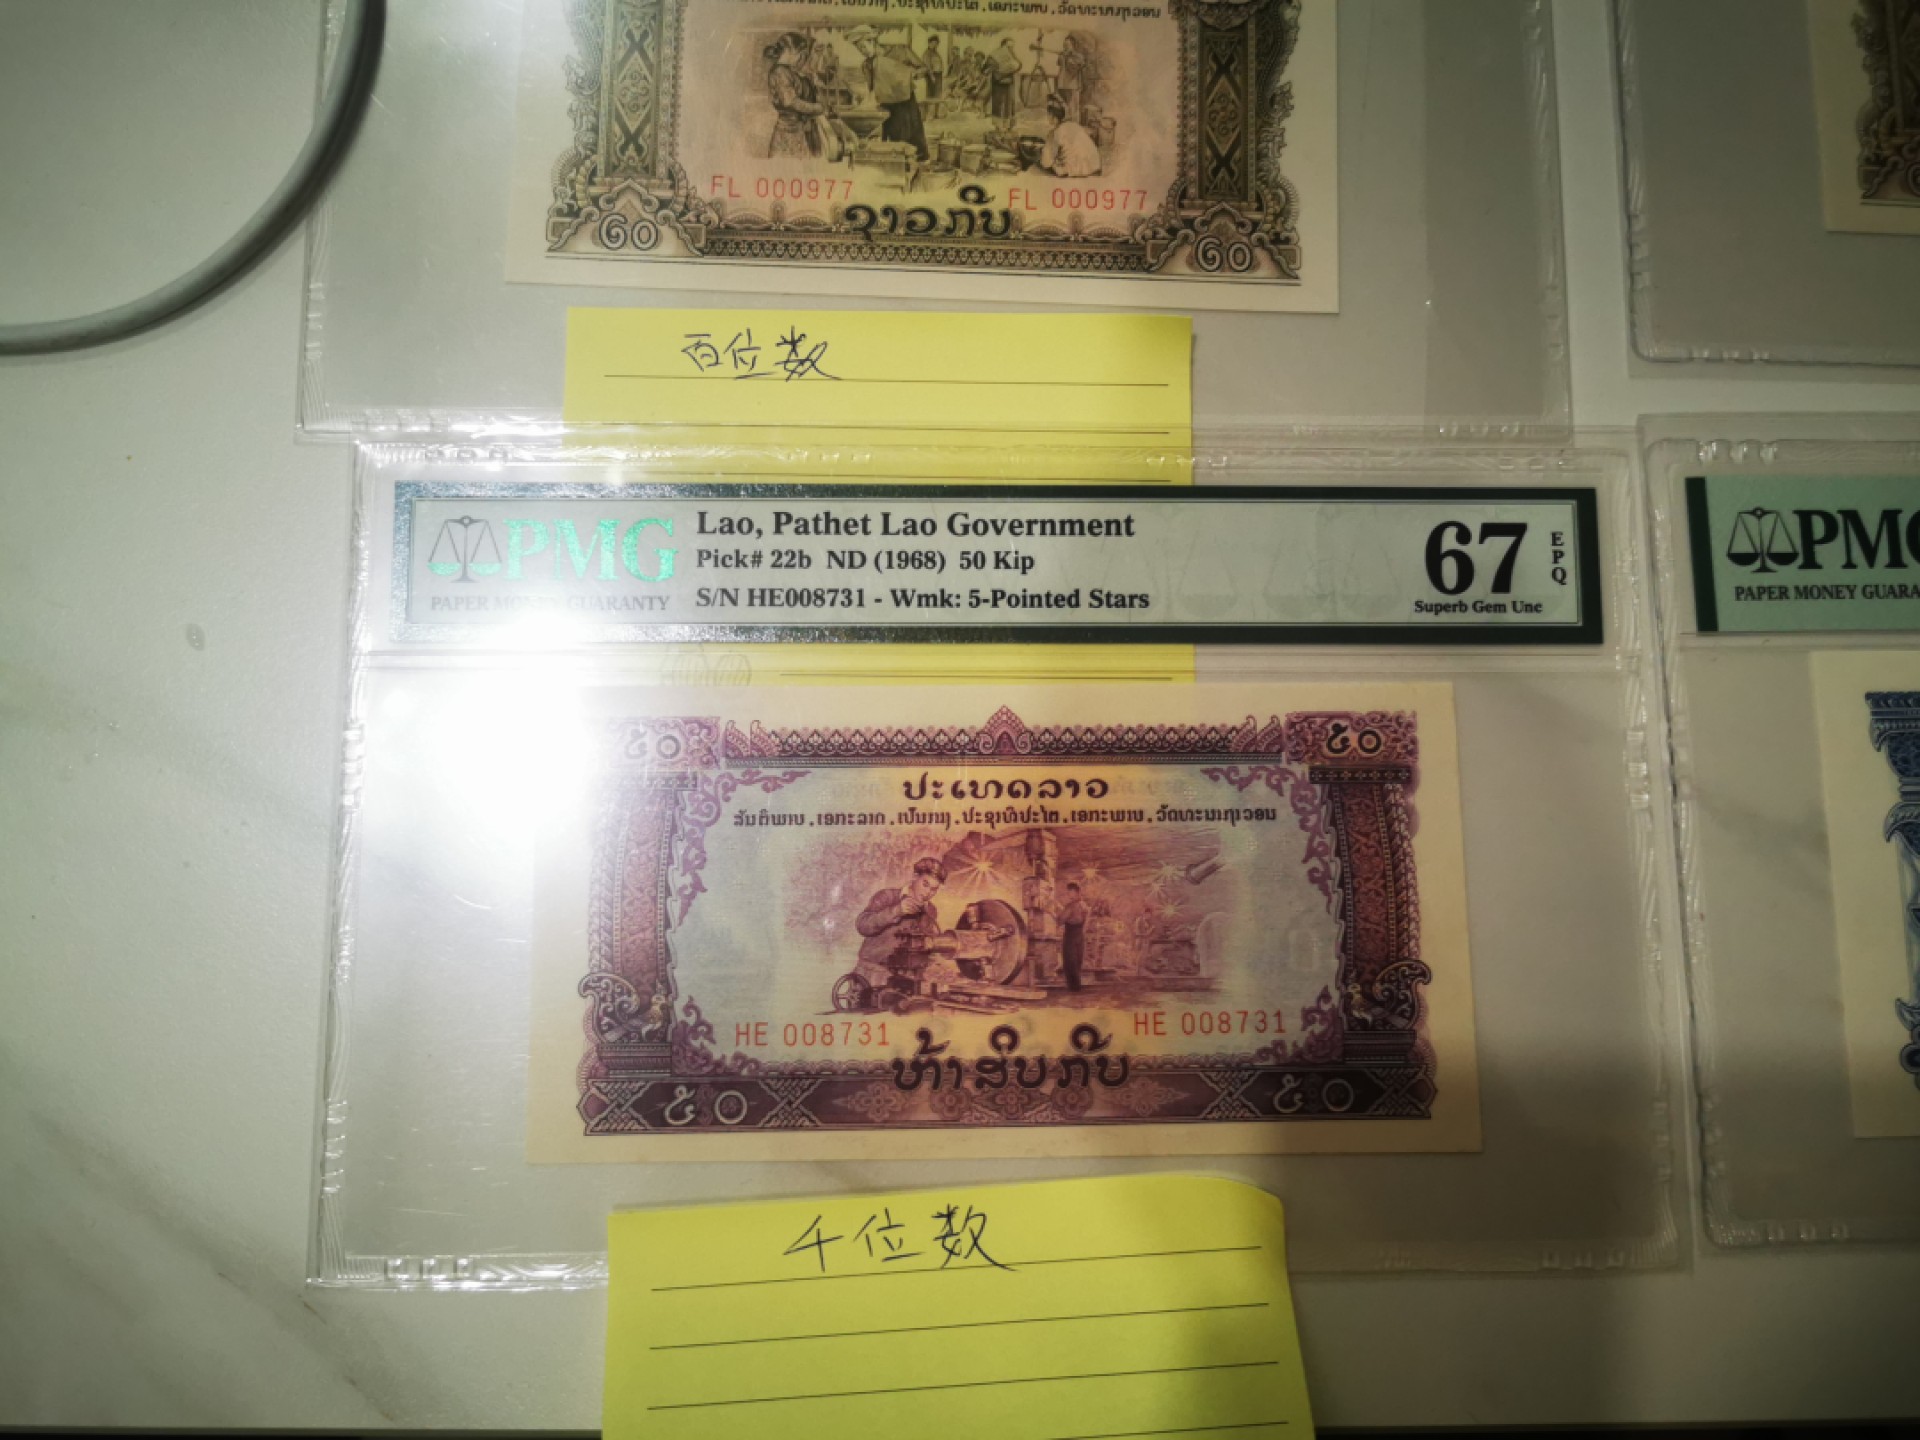 FL 000977
FL 000977
ຊາວກີບ
໒໐
໒໐
百位数
PMG
PAPER MONEY GUARANTY
Lao, Pathet Lao Government
Pick# 22b ND (1968) 50 Kip
S/N HE008731 - Wmk: 5-Pointed Stars
67
EPQ
Superb Gem Unc
PMG
PAPER MONEY
໕໐
໕໐
ປະເທດລາວ
HE 008731
HE 008731
ຫ້າສິບກີບ
໕໐
໕໐
千位数